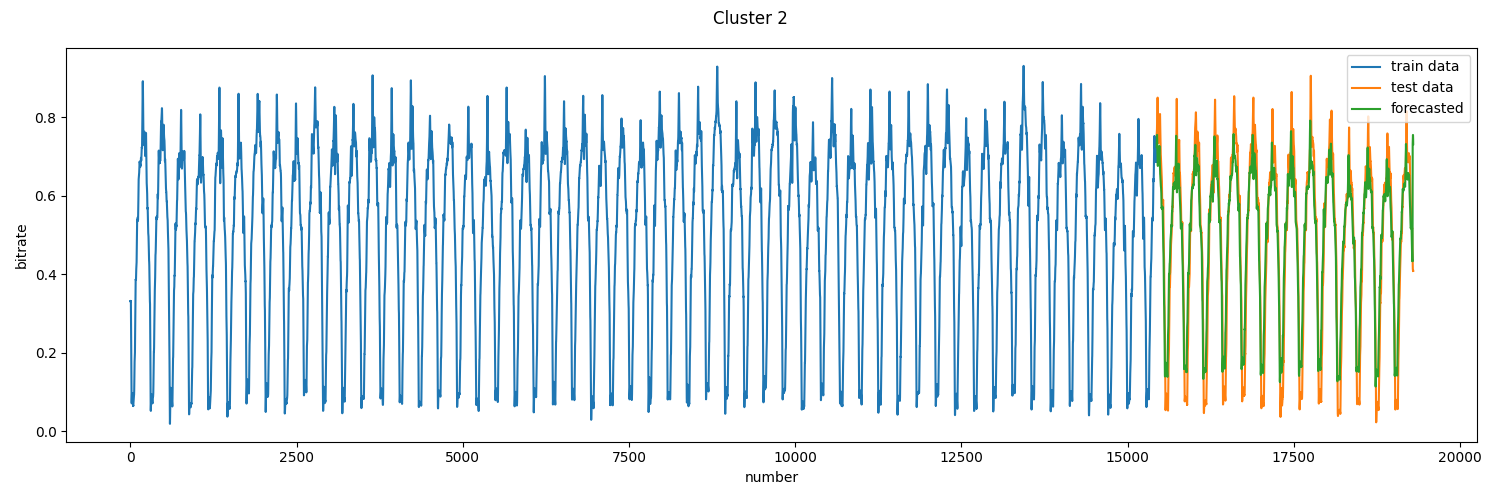 Cluster 2
train data
test data
forecasted
bitrate
0.8
0.6
0.4
0.2
0.0
0 2500 5000 7500 10000 12500 15000 17500 20000
number